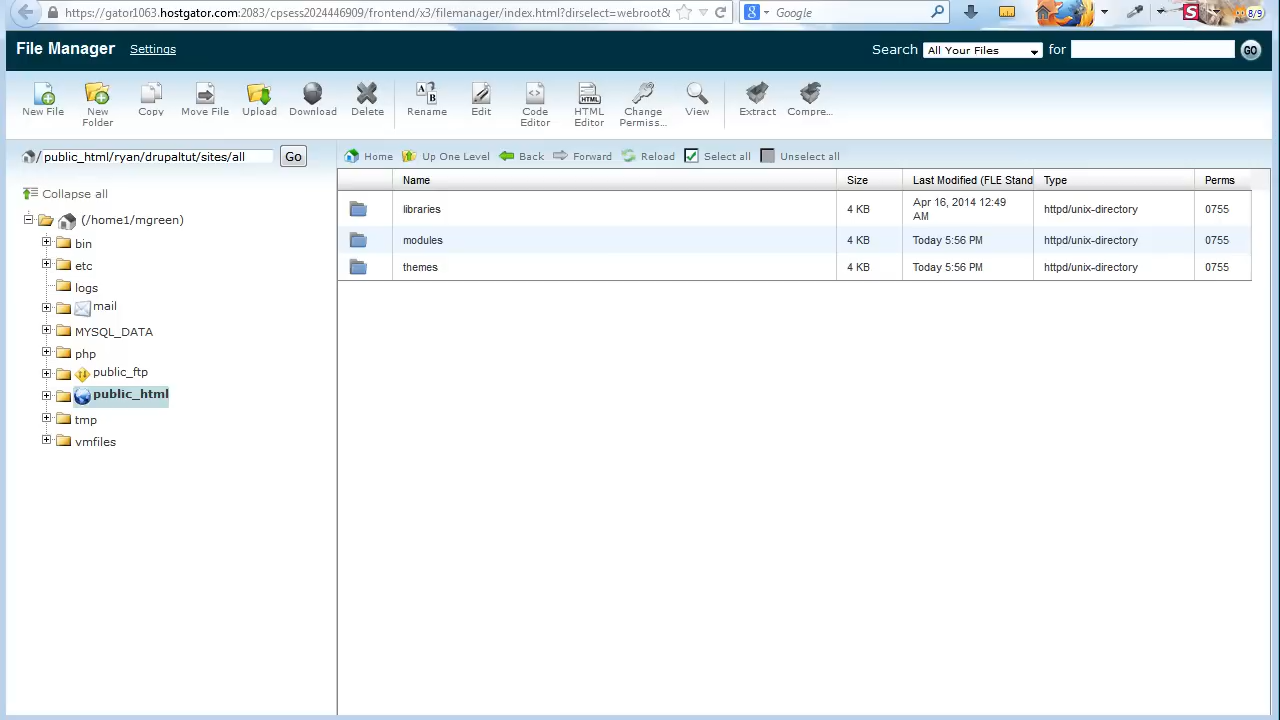 https://gator1063.hostgator.com:2083/cpsess2024446909/frontend/x3/filemanager/index.html?dirselect=webroot&
Google
8/9
File Manager Settings
Search All Your Files for GO
New File
New Folder
Copy
Move File
Upload
Download
Delete
Rename
Edit
Code Editor
HTML Editor
Change Permiss...
View
Extract
Compre...
/ public_html/ryan/drupaltut/sites/all Go
Home Up One Level Back Forward Reload Select all Unselect all
Collapse all
(/home1/mgreen)
bin
etc
logs
mail
MYSQL_DATA
php
public_ftp
public_html
tmp
vmfiles
Name Size Last Modified (FLE Stand Type Perms
libraries 4 KB Apr 16, 2014 12:49 AM httpd/unix-directory 0755
modules 4 KB Today 5:56 PM httpd/unix-directory 0755
themes 4 KB Today 5:56 PM httpd/unix-directory 0755